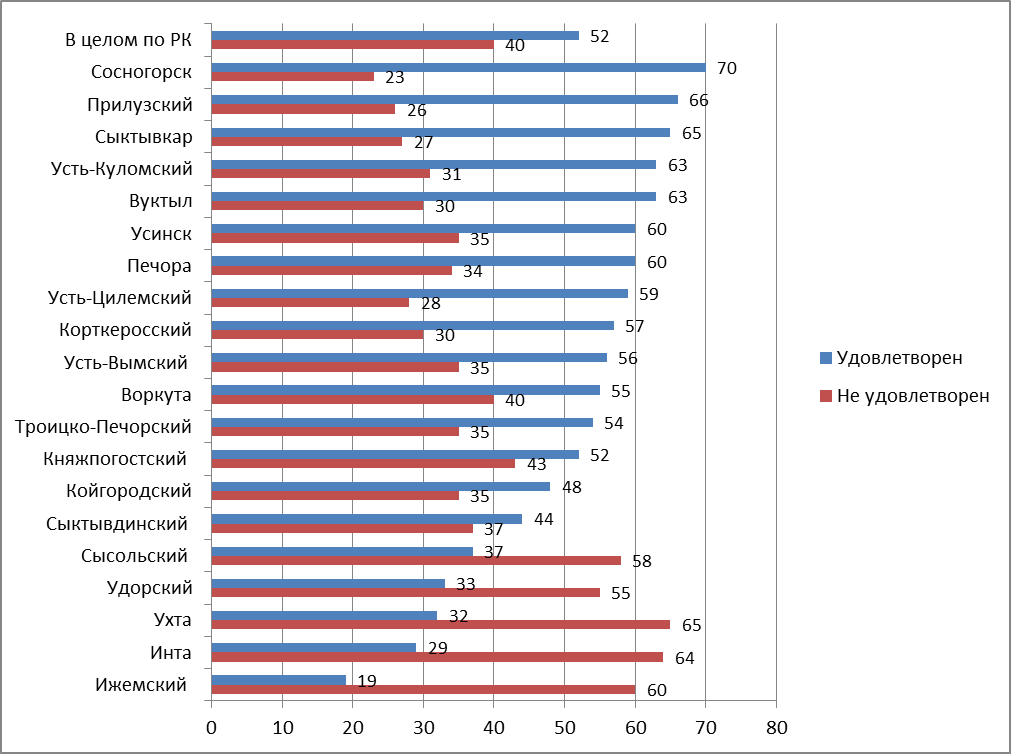 В целом по РК 52
40
Сосногорск 70
23
Прилузский 66
26
Сыктывкар 65
27
Усть-Куломский 63
31
Вуктыл 63
30
Усинск 60
35
Печора 60
34
Усть-Цилемский 59
28
Корткеросский 57
30
Усть-Вымский 56
35
Воркута 55
40
Троицко-Печорский 54
35
Княжпогостский 52
43
Койгородский 48
35
Сыктывдинский 44
37
Сысольский 37
58
Удорский 33
55
Ухта 32
65
Инта 29
64
Ижемский 19
60
0 10 20 30 40 50 60 70 80
Удовлетворен
Не удовлетворен